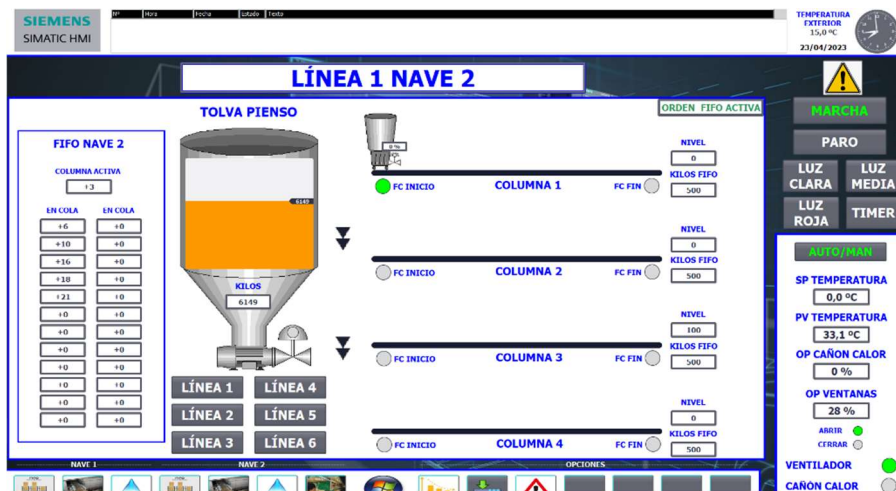 SIEMENS
SIMATIC HMI
Nº Hora Fecha Estado Texto
TEMPERATURA
EXTERIOR
15,0 ºC
23/04/2023
LÍNEA 1 NAVE 2
TOLVA PIENSO
ORDEN FIFO ACTIVA
MARCHA
PARO
LUZ CLARA
LUZ MEDIA
LUZ ROJA
TIMER
FIFO NAVE 2
COLUMNA ACTIVA
+3
EN COLA EN COLA
+6 +0
+10 +0
+16 +0
+18 +0
+21 +0
+0 +0
+0 +0
+0 +0
+0 +0
+0 +0
+0 +0
+0 +0
6149
KILOS
6149
0 %
NIVEL
0
KILOS FIFO
500
FC INICIO COLUMNA 1 FC FIN
NIVEL
0
KILOS FIFO
500
FC INICIO COLUMNA 2 FC FIN
NIVEL
100
KILOS FIFO
500
FC INICIO COLUMNA 3 FC FIN
NIVEL
0
KILOS FIFO
500
FC INICIO COLUMNA 4 FC FIN
LÍNEA 1 LÍNEA 4
LÍNEA 2 LÍNEA 5
LÍNEA 3 LÍNEA 6
AUTO/MAN
SP TEMPERATURA
0,0 ºC
PV TEMPERATURA
33,1 ºC
OP CAÑON CALOR
0 %
OP VENTANAS
28 %
ABRIR
CERRAR
VENTILADOR
CAÑÓN CALOR
NAVE 1 NAVE 2 OPCIONES